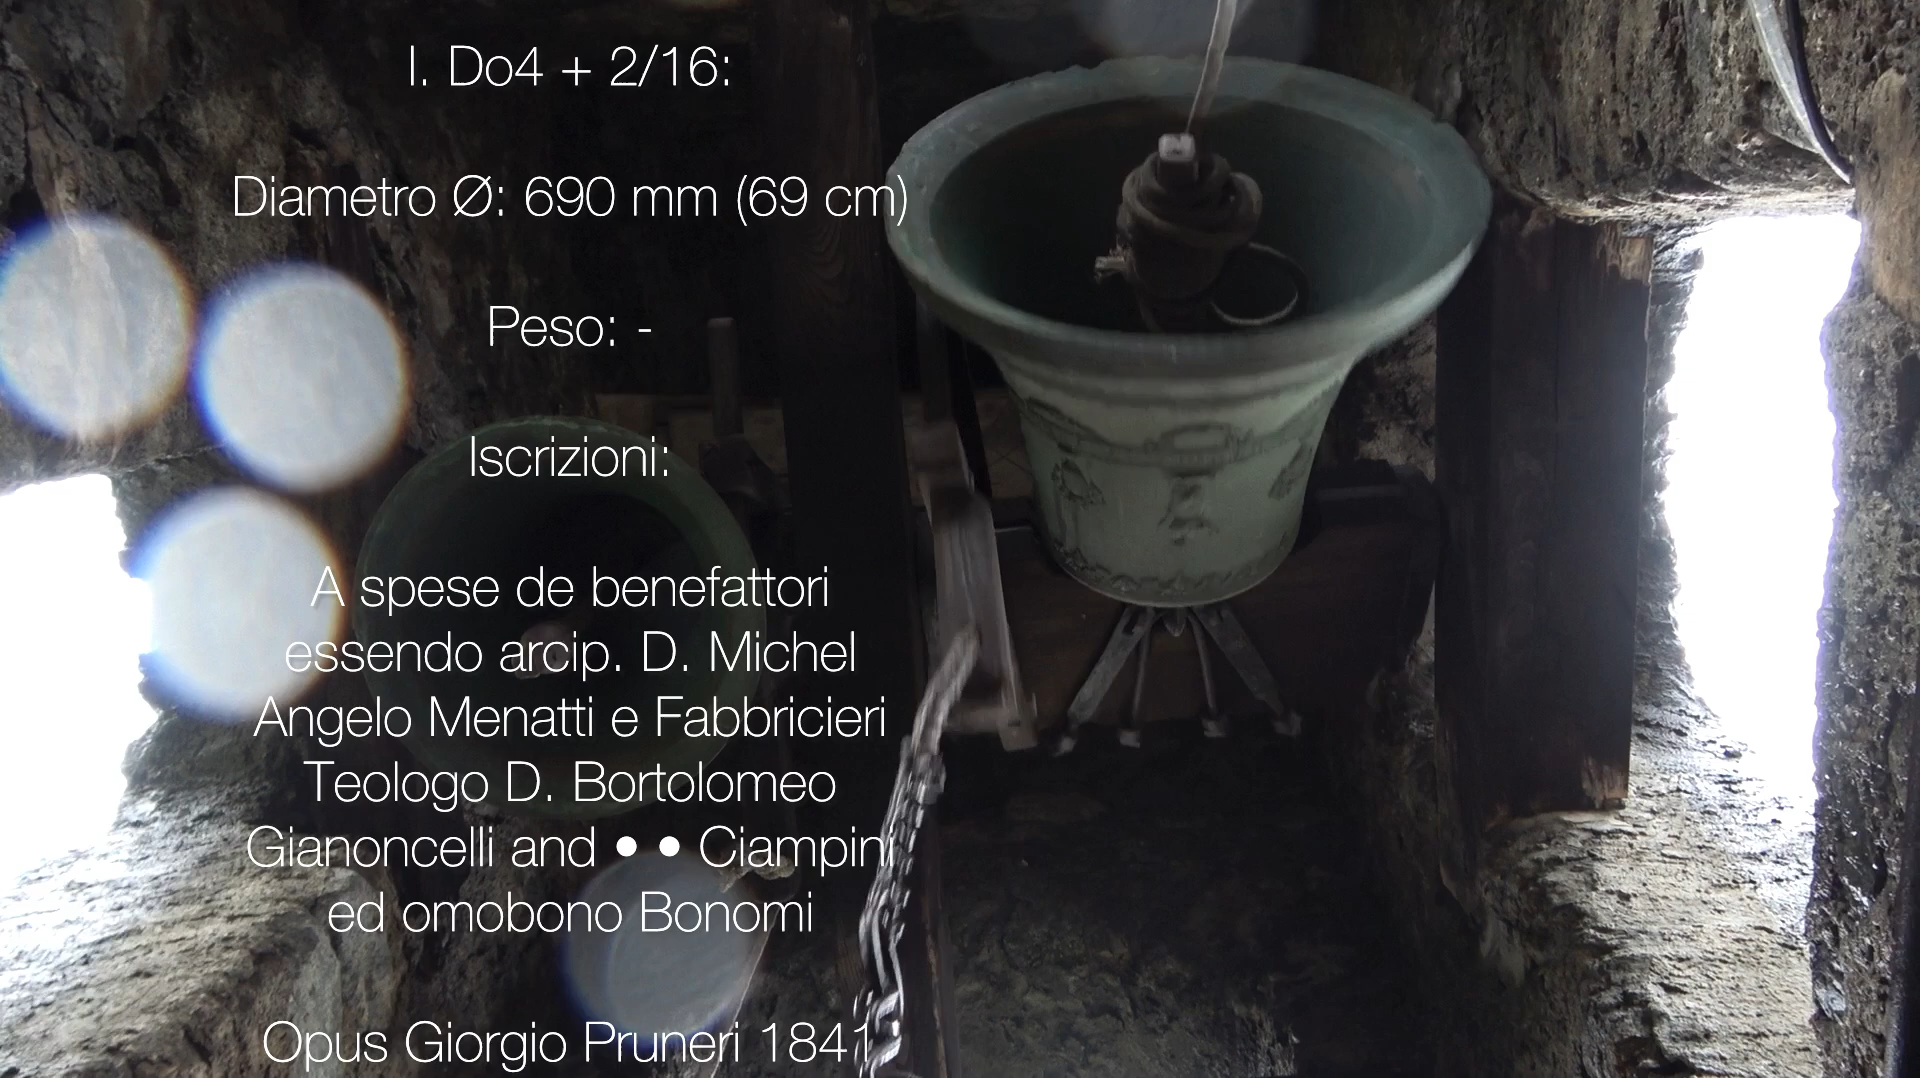 I. Do4 + 2/16:
Diametro Ø: 690 mm (69 cm)
Peso: -
Iscrizioni:
A spese de benefattori
essendo arcip. D. Michel
Angelo Menatti e Fabbricieri
Teologo D. Bortolomeo
Gianoncelli and • • Ciampini
ed omobono Bonomi
Opus Giorgio Pruneri 1841